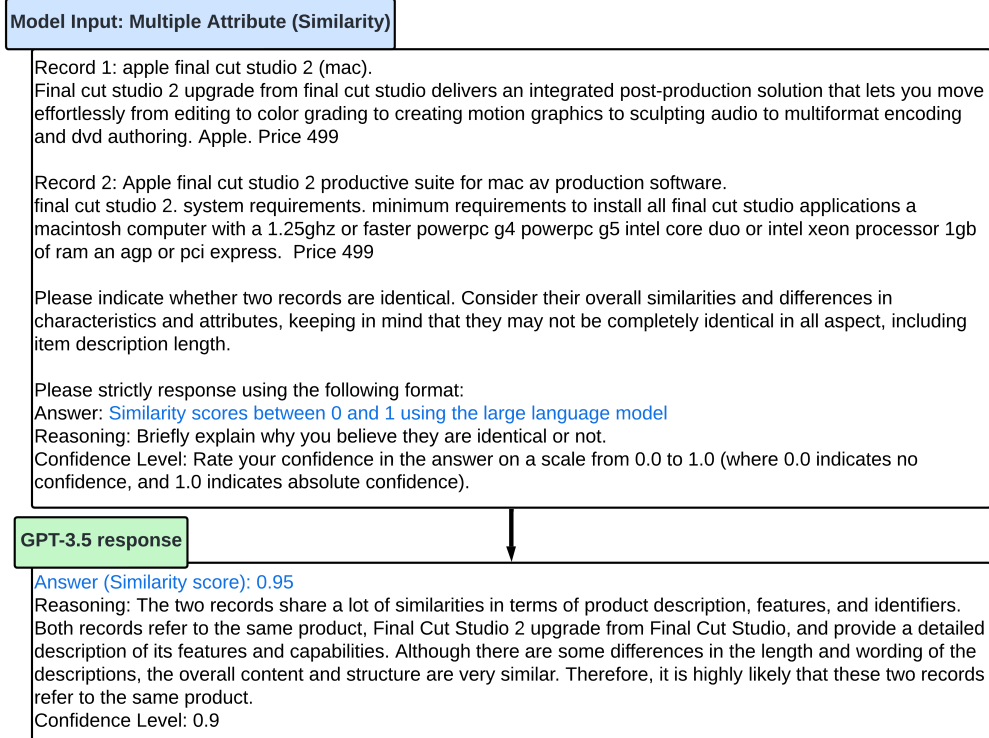 Model Input: Multiple Attribute (Similarity)
Record 1: apple final cut studio 2 (mac).
Final cut studio 2 upgrade from final cut studio delivers an integrated post-production solution that lets you move
effortlessly from editing to color grading to creating motion graphics to sculpting audio to multiformat encoding
and dvd authoring. Apple. Price 499
Record 2: Apple final cut studio 2 productive suite for mac av production software.
final cut studio 2. system requirements. minimum requirements to install all final cut studio applications a
macintosh computer with a 1.25ghz or faster powerpc g4 powerpc g5 intel core duo or intel xeon processor 1gb
of ram an agp or pci express.  Price 499
Please indicate whether two records are identical. Consider their overall similarities and differences in
characteristics and attributes, keeping in mind that they may not be completely identical in all aspect, including
item description length.
Please strictly response using the following format:
Answer: Similarity scores between 0 and 1 using the large language model
Reasoning: Briefly explain why you believe they are identical or not.
Confidence Level: Rate your confidence in the answer on a scale from 0.0 to 1.0 (where 0.0 indicates no
confidence, and 1.0 indicates absolute confidence).
GPT-3.5 response
Answer (Similarity score): 0.95
Reasoning: The two records share a lot of similarities in terms of product description, features, and identifiers.
Both records refer to the same product, Final Cut Studio 2 upgrade from Final Cut Studio, and provide a detailed
description of its features and capabilities. Although there are some differences in the length and wording of the
descriptions, the overall content and structure are very similar. Therefore, it is highly likely that these two records
refer to the same product.
Confidence Level: 0.9